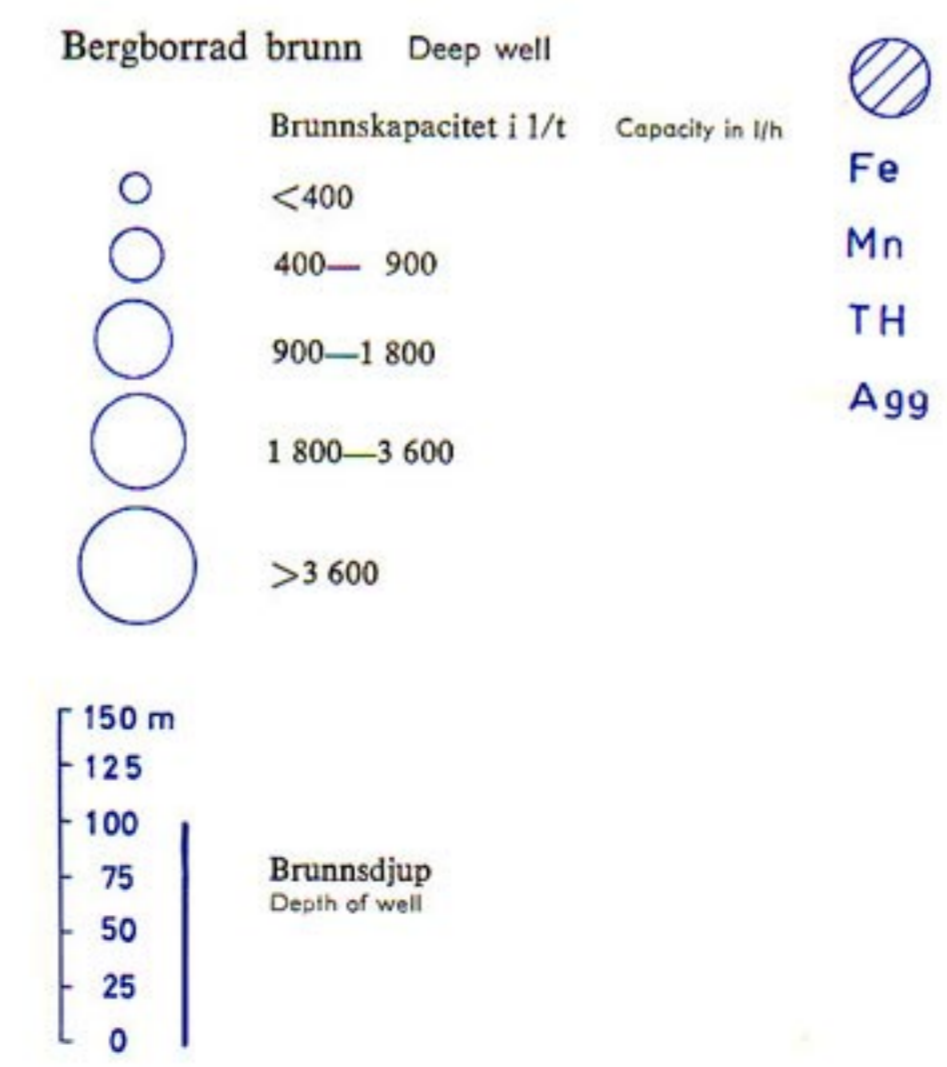 Bergborrad brunn Deep well
Brunnskapacitet i l/t Capacity in l/h
<400
400— 900
900—1 800
1 800—3 600
>3 600
Fe
Mn
TH
Agg
150 m
125
100
75
50
25
0
Brunnsdjup
Depth of well